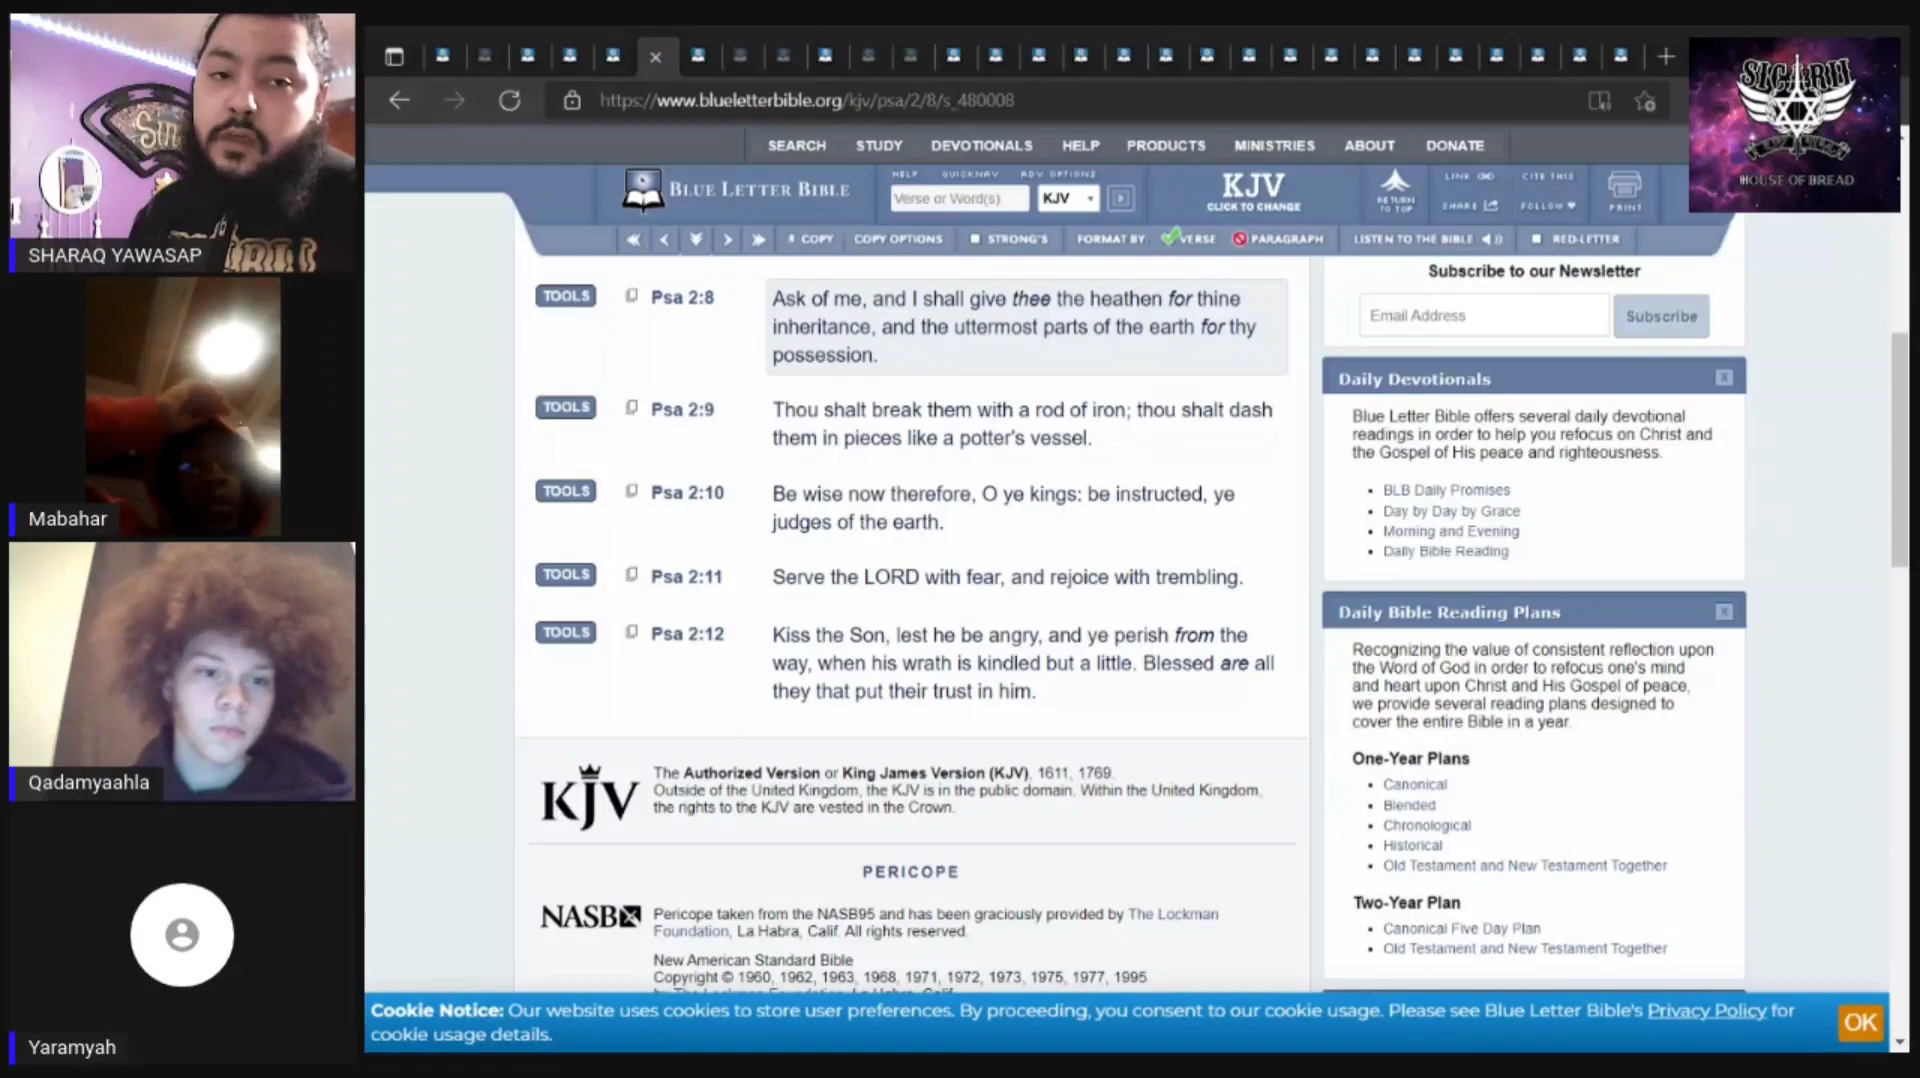 SHARAQ YAWASAP
Mabahar
Qadamyaahla
Yaramyah
https://www.blueletterbible.org/kjv/psa/2/8/s_480008
SICARII
HOUSE OF BREAD
SEARCH STUDY DEVOTIONALS HELP PRODUCTS MINISTRIES ABOUT DONATE
BLUE LETTER BIBLE
HELP QUICKNAV ADV OPTIONS
Verse or Word(s) KJV
KJV
CLICK TO CHANGE
RETURN
TO TOP
LINK CITE THIS
SHARE FOLLOW
PRINT
COPY COPY OPTIONS STRONG'S FORMAT BY: VERSE PARAGRAPH LISTEN TO THE BIBLE RED-LETTER
TOOLS Psa 2:8 Ask of me, and I shall give thee the heathen for thine
inheritance, and the uttermost parts of the earth for thy
possession.
TOOLS Psa 2:9 Thou shalt break them with a rod of iron; thou shalt dash
them in pieces like a potter's vessel.
TOOLS Psa 2:10 Be wise now therefore, O ye kings: be instructed, ye
judges of the earth.
TOOLS Psa 2:11 Serve the LORD with fear, and rejoice with trembling.
TOOLS Psa 2:12 Kiss the Son, lest he be angry, and ye perish from the
way, when his wrath is kindled but a little. Blessed are all
they that put their trust in him.
KJV
The Authorized Version or King James Version (KJV), 1611, 1769.
Outside of the United Kingdom, the KJV is in the public domain. Within the United Kingdom,
the rights to the KJV are vested in the Crown.
PERICOPE
NASB
Pericope taken from the NASB95 and has been graciously provided by The Lockman
Foundation, La Habra, Calif. All rights reserved.
New American Standard Bible
Copyright © 1960, 1962, 1963, 1968, 1971, 1972, 1973, 1975, 1977, 1995
Subscribe to our Newsletter
Email Address Subscribe
Daily Devotionals
Blue Letter Bible offers several daily devotional
readings in order to help you refocus on Christ and
the Gospel of His peace and righteousness.
BLB Daily Promises
Day by Day by Grace
Morning and Evening
Daily Bible Reading
Daily Bible Reading Plans
Recognizing the value of consistent reflection upon
the Word of God in order to refocus one's mind
and heart upon Christ and His Gospel of peace,
we provide several reading plans designed to
cover the entire Bible in a year.
One-Year Plans
Canonical
Blended
Chronological
Historical
Old Testament and New Testament Together
Two-Year Plan
Canonical Five Day Plan
Old Testament and New Testament Together
Cookie Notice: Our website uses cookies to store user preferences. By proceeding, you consent to our cookie usage. Please see Blue Letter Bible's Privacy Policy for
cookie usage details.
OK